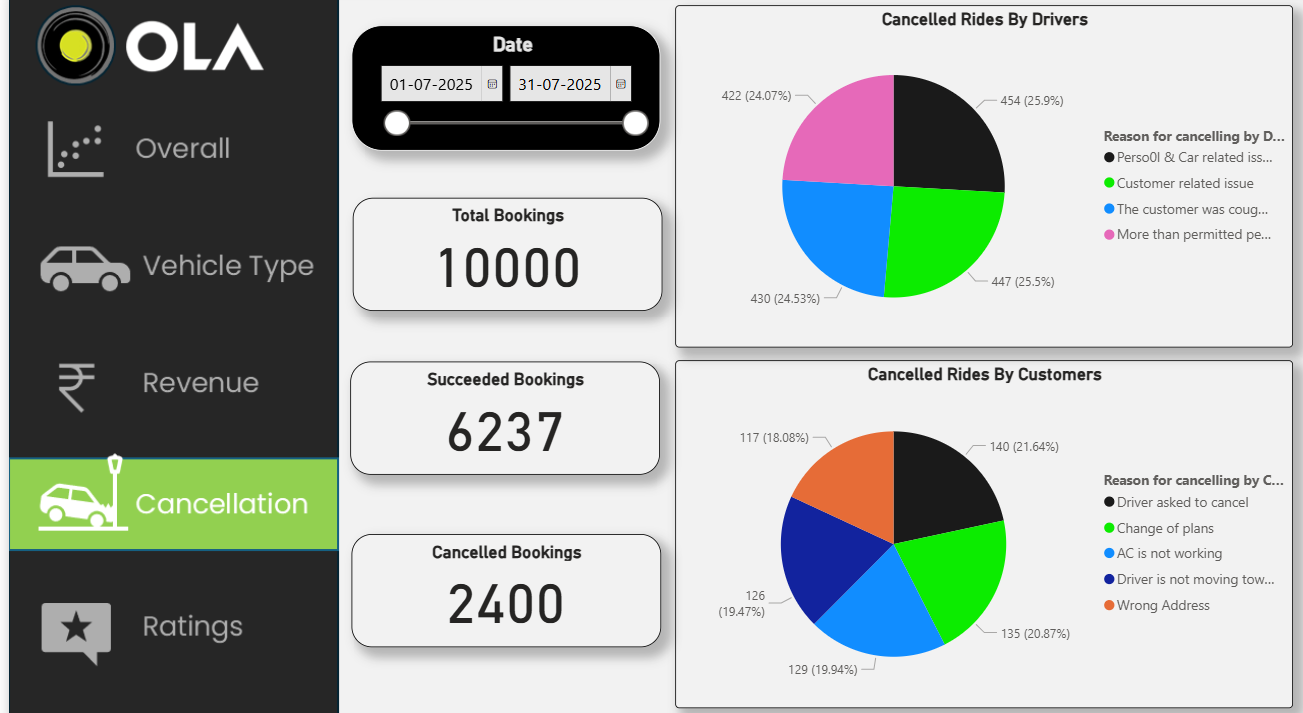 OLA
Overall
Vehicle Type
Revenue
Cancellation
Ratings
Date
01-07-2025
31-07-2025
Total Bookings
10000
Succeeded Bookings
6237
Cancelled Bookings
2400
Cancelled Rides By Drivers
422 (24.07%)
454 (25.9%)
430 (24.53%)
447 (25.5%)
Reason for cancelling by D...
Perso0l & Car related iss...
Customer related issue
The customer was coug...
More than permitted pe...
Cancelled Rides By Customers
117 (18.08%)
140 (21.64%)
126
(19.47%)
135 (20.87%)
129 (19.94%)
Reason for cancelling by C...
Driver asked to cancel
Change of plans
AC is not working
Driver is not moving tow...
Wrong Address